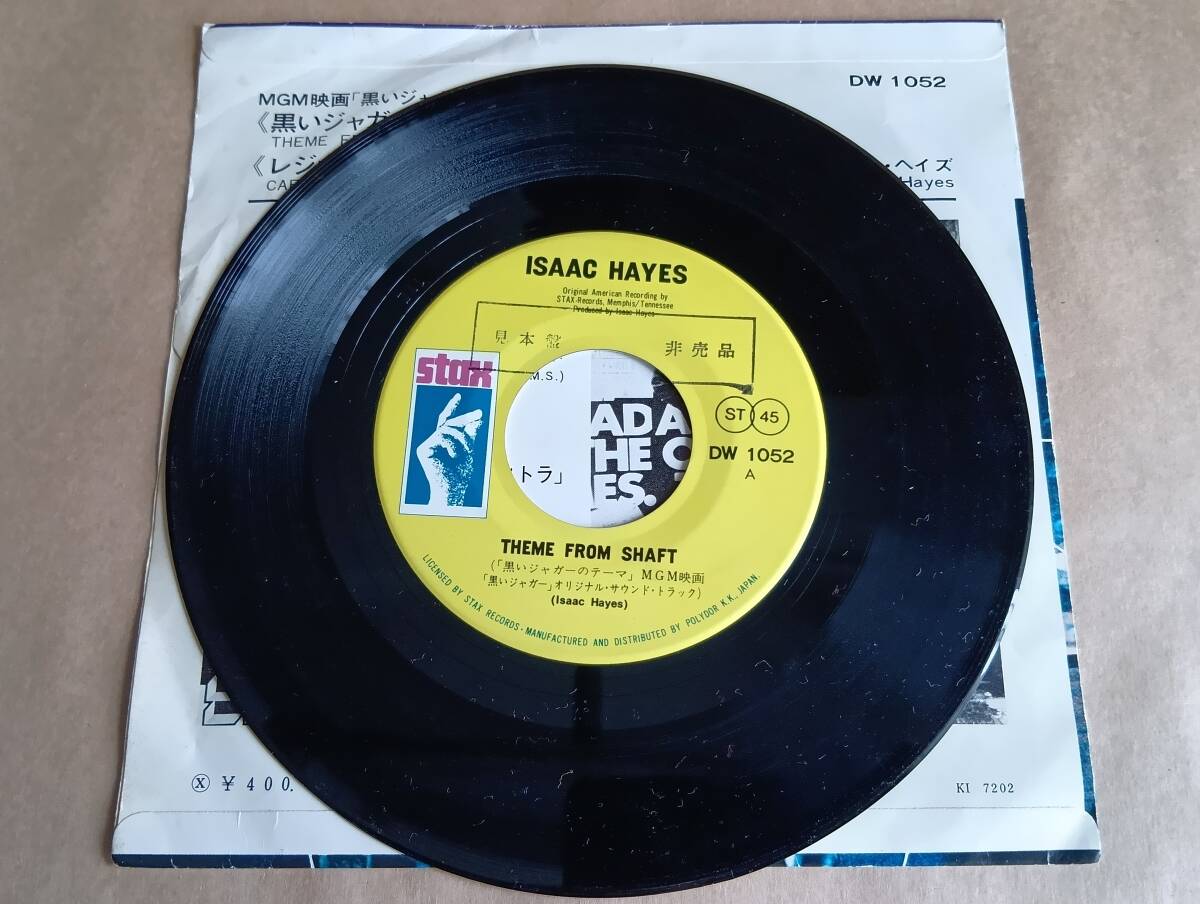 DW 1052
MGM映画「黒いジャ
《黒いジャガ
THEME F
《レジ
・ヘイズ
CAF
Hayes
ISAAC HAYES
Original American Recording by
STAX Records, Memphis/Tennessee
Produced by Isaac Hayes
見本盤 非売品
stax
M.S.)
ST 45
AD A
HE C
ES.
トラ」
DW 1052
A
THEME FROM SHAFT
(「黒いジャガーのテーマ」MGM映画
「黒いジャガー」オリジナル・サウンド・トラック)
(Isaac Hayes)
LICENSED BY STAX RECORDS・MANUFACTURED AND DISTRIBUTED BY POLYDOR K.K., JAPAN.
Ⓧ ¥400.
KI 7202